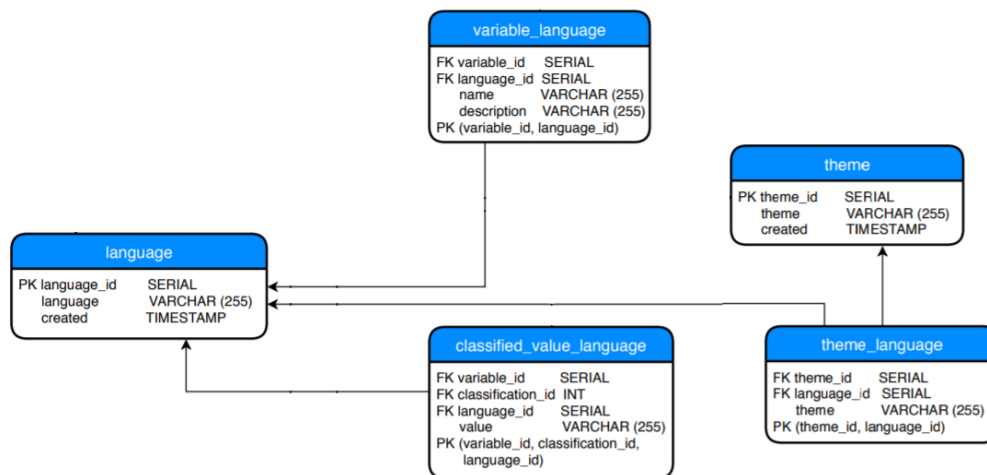 variable_language
FK variable_id SERIAL
FK language_id SERIAL
name VARCHAR (255)
description VARCHAR (255)
PK (variable_id, language_id)
theme
PK theme_id SERIAL
theme VARCHAR (255)
created TIMESTAMP
language
PK language_id SERIAL
language VARCHAR (255)
created TIMESTAMP
classified_value_language
FK variable_id SERIAL
FK classification_id INT
FK language_id SERIAL
value VARCHAR (255)
PK (variable_id, classification_id,
language_id)
theme_language
FK theme_id SERIAL
FK language_id SERIAL
theme VARCHAR (255)
PK (theme_id, language_id)